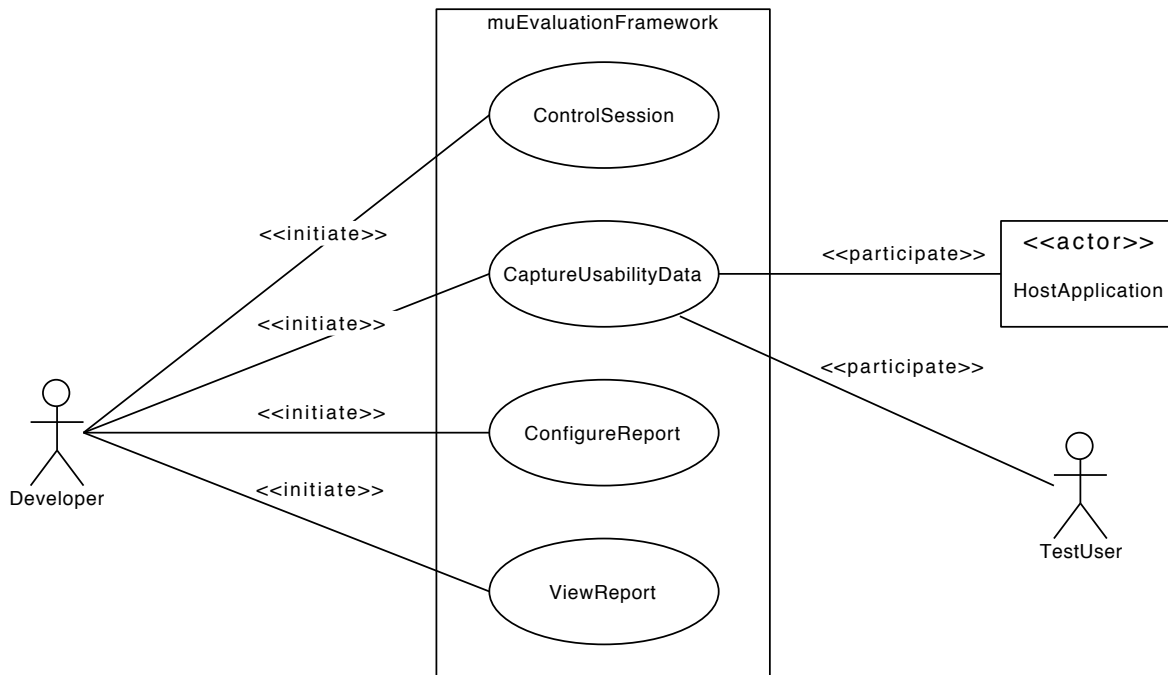 muEvaluationFramework
ControlSession
<<initiate>>
<<participate>>
<<actor>>
CaptureUsabilityData
HostApplication
<<initiate>>
<<participate>>
<<initiate>>
ConfigureReport
<<initiate>>
Developer
TestUser
ViewReport